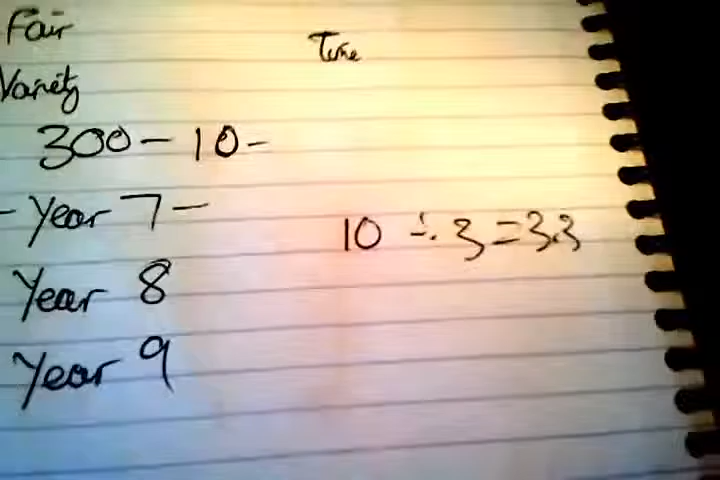 Fair
Time
Variety
300 - 10 -
- Year 7 -
10 ÷ 3 = 3.3
Year 8
Year 9